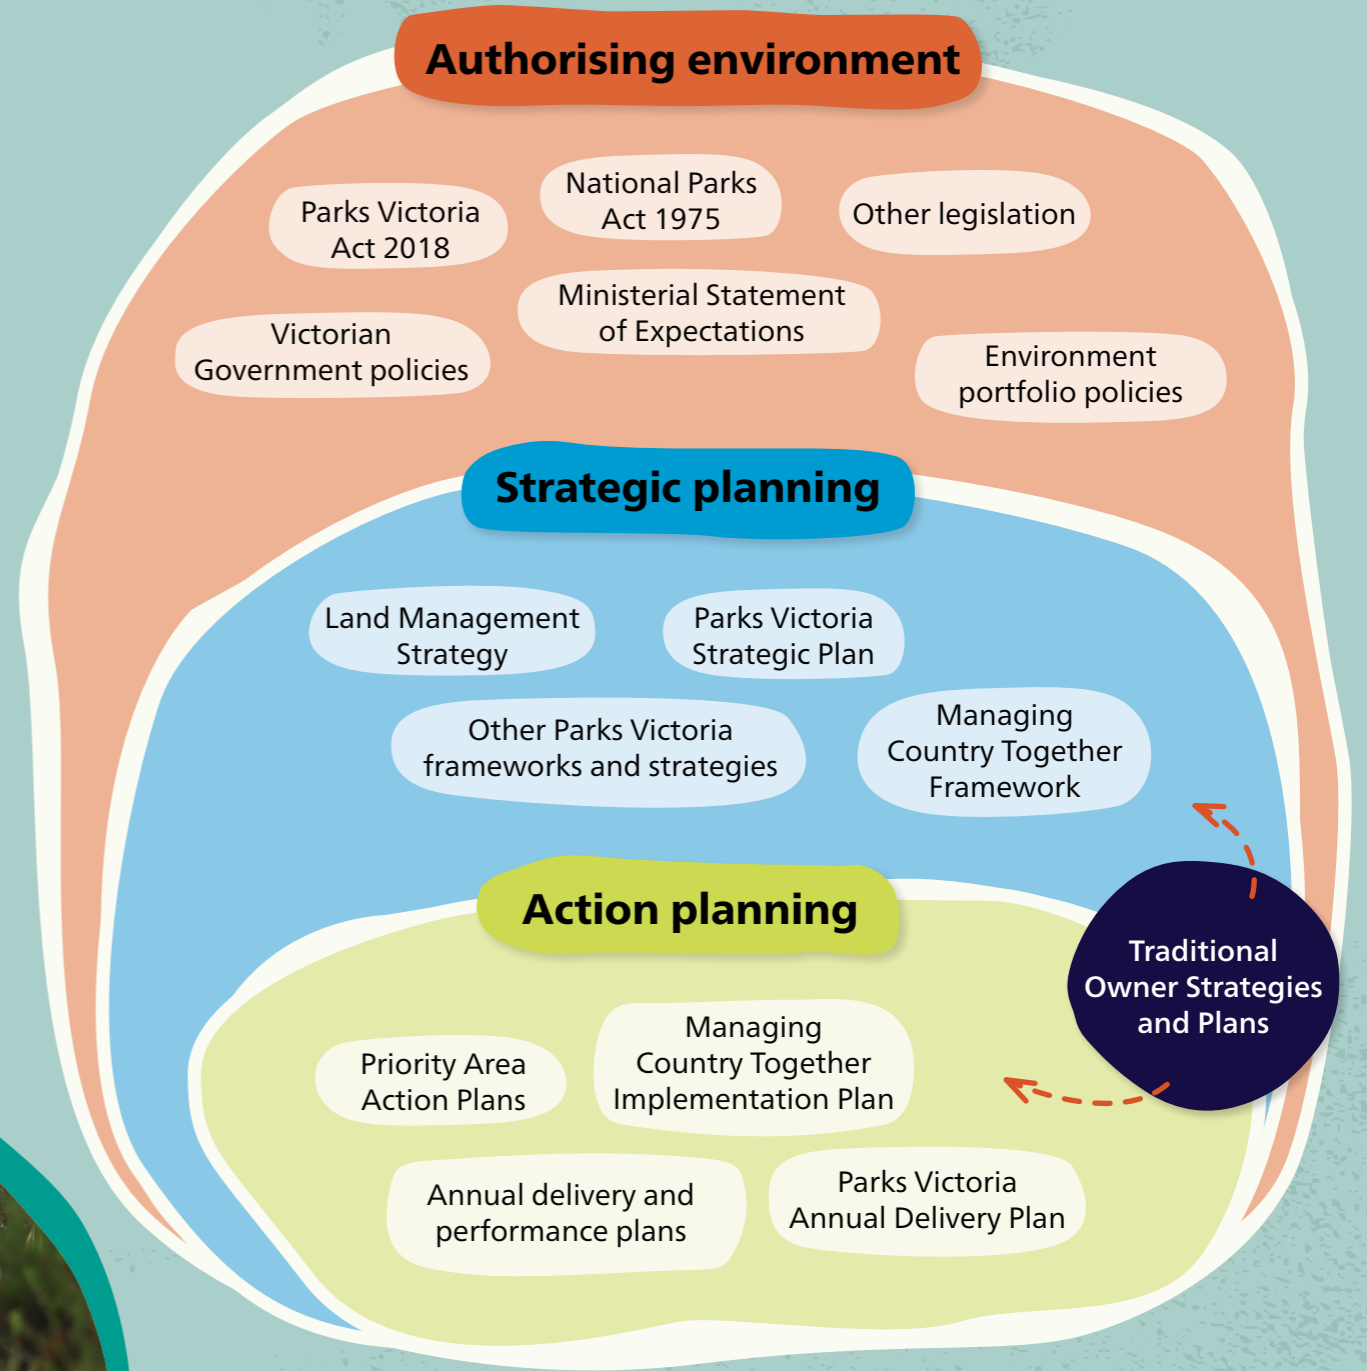 Authorising environment
Parks Victoria
Act 2018
National Parks
Act 1975
Other legislation
Victorian
Government policies
Ministerial Statement
of Expectations
Environment
portfolio policies
Strategic planning
Land Management
Strategy
Parks Victoria
Strategic Plan
Other Parks Victoria
frameworks and strategies
Managing
Country Together
Framework
Action planning
Traditional
Owner Strategies
and Plans
Priority Area
Action Plans
Managing
Country Together
Implementation Plan
Annual delivery and
performance plans
Parks Victoria
Annual Delivery Plan